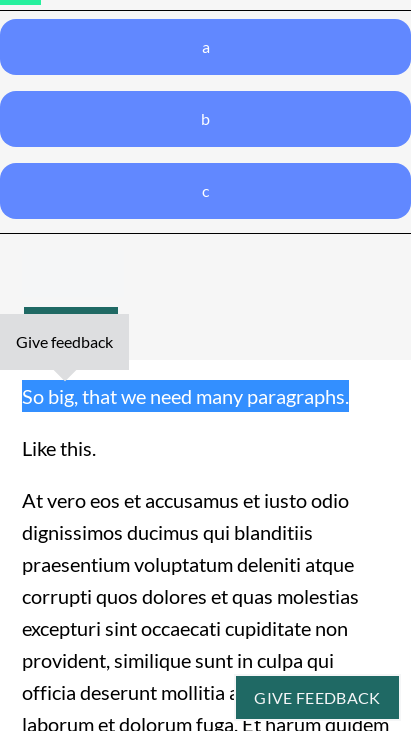 a
b
c
Give feedback
So big, that we need many paragraphs.
Like this.
At vero eos et accusamus et iusto odio
dignissimos ducimus qui blanditiis
praesentium voluptatum deleniti atque
corrupti quos dolores et quas molestias
excepturi sint occaecati cupiditate non
provident, similique sunt in culpa qui
officia deserunt mollitia
GIVE FEEDBACK
laborum et dolorum fuga. Et harum quidem